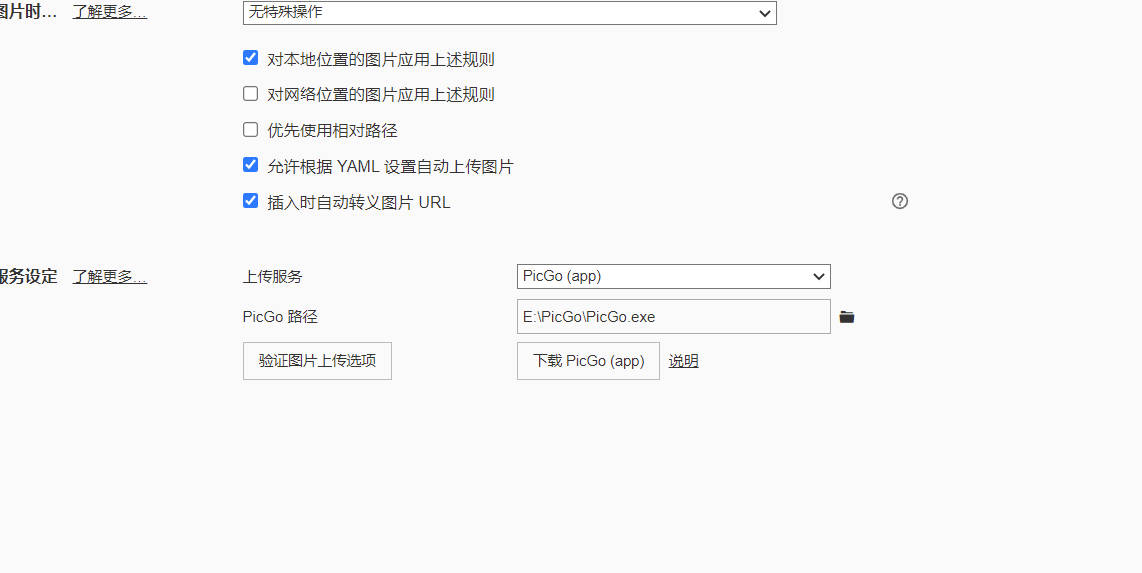 图片时... 了解更多... 无特殊操作
对本地位置的图片应用上述规则
对网络位置的图片应用上述规则
优先使用相对路径
允许根据 YAML 设置自动上传图片
插入时自动转义图片 URL
服务设定 了解更多... 上传服务 PicGo (app)
PicGo 路径 E:\PicGo\PicGo.exe
验证图片上传选项 下载 PicGo (app) 说明